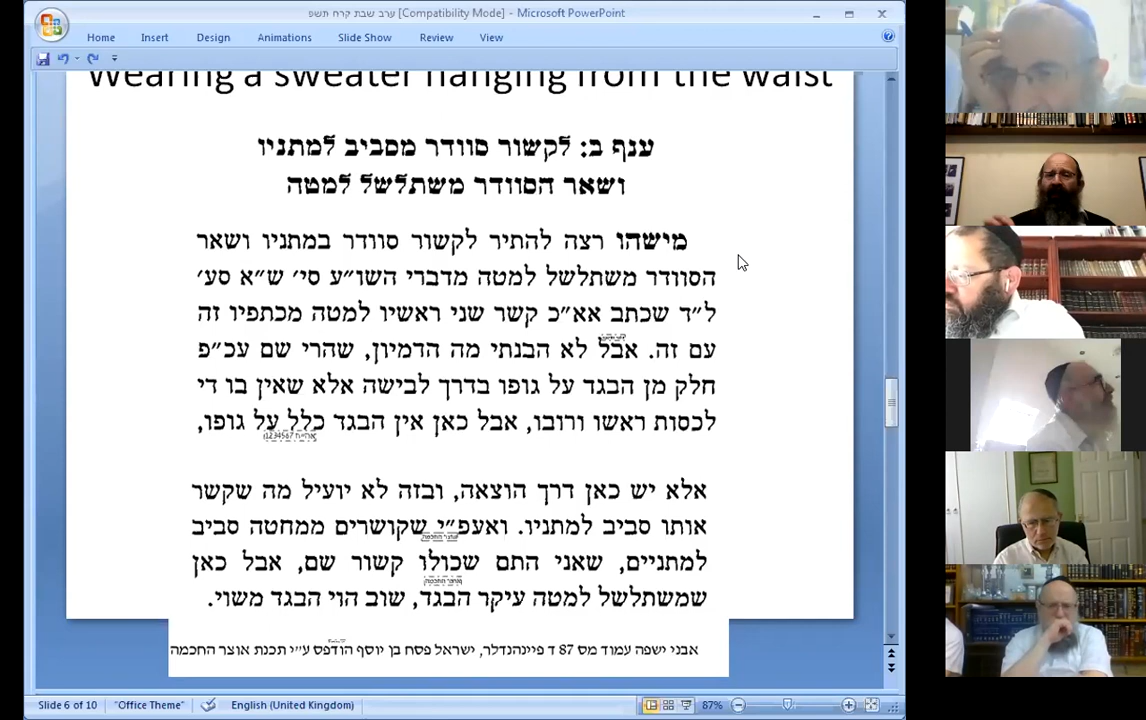 ערב שבת קרח תשפ [Compatibility Mode] - Microsoft PowerPoint
Home Insert Design Animations Slide Show Review View
Wearing a sweater hanging from the waist
ענף ב: לקשור סוודר מסביב למתניו
ושאר הסוודר משתלשל למטה
מישהו רצה להתיר לקשור סוודר במתניו ושאר
הסוודר משתלשל למטה מדברי השו״ע סי׳ ש״א סע׳
ל״ד שכתב אא״כ קשר שני ראשיו למטה מכתפיו זה
עם זה. אבל לא הבנתי מה הדמיון, שהרי שם עכ״פ
חלק מן הבגד על גופו בדרך לבישה אלא שאין בו די
לכסות ראשו ורובו, אבל כאן אין הבגד כלל על גופו,
אלא יש כאן דרך הוצאה, ובזה לא יועיל מה שקשר
אותו סביב למתניו. ואעפ״י שקושרים ממחטה סביב
למתניים, שאני התם שכולו קשור שם, אבל כאן
שמשתלשל למטה עיקר הבגד, שוב הוי הבגד משוי.
אבני ישפה עמוד מס 87 ד פיינהנדלר, ישראל פסח בן יוסף הודפס ע״י תכנת אוצר החכמה
Slide 6 of 10 "Office Theme" English (United Kingdom) 87%